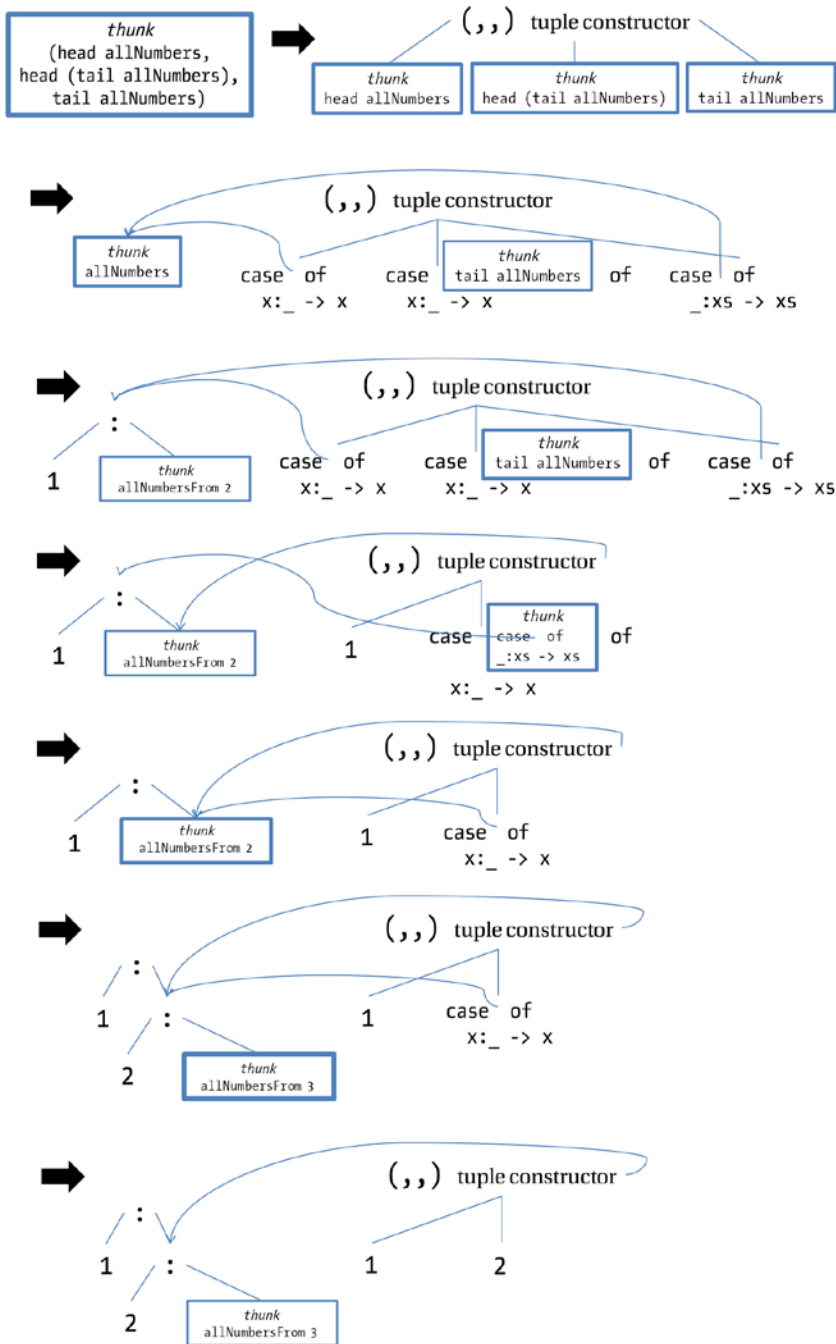 thunk
(head allNumbers,
head (tail allNumbers),
tail allNumbers)
(,,) tuple constructor
thunk
head allNumbers
thunk
head (tail allNumbers)
thunk
tail allNumbers
(,,) tuple constructor
thunk
allNumbers
case of
x:_ -> x
case
thunk
tail allNumbers
of
x:_ -> x
case of
_:xs -> xs
(,,) tuple constructor
:
1
thunk
allNumbersFrom 2
case of
x:_ -> x
case
thunk
tail allNumbers
of
x:_ -> x
case of
_:xs -> xs
(,,) tuple constructor
:
1
thunk
allNumbersFrom 2
1
case
thunk
case of
_:xs -> xs
of
x:_ -> x
(,,) tuple constructor
:
1
thunk
allNumbersFrom 2
1
case of
x:_ -> x
(,,) tuple constructor
:
1
:
2
thunk
allNumbersFrom 3
1
case of
x:_ -> x
(,,) tuple constructor
:
1
:
1
2
2
thunk
allNumbersFrom 3